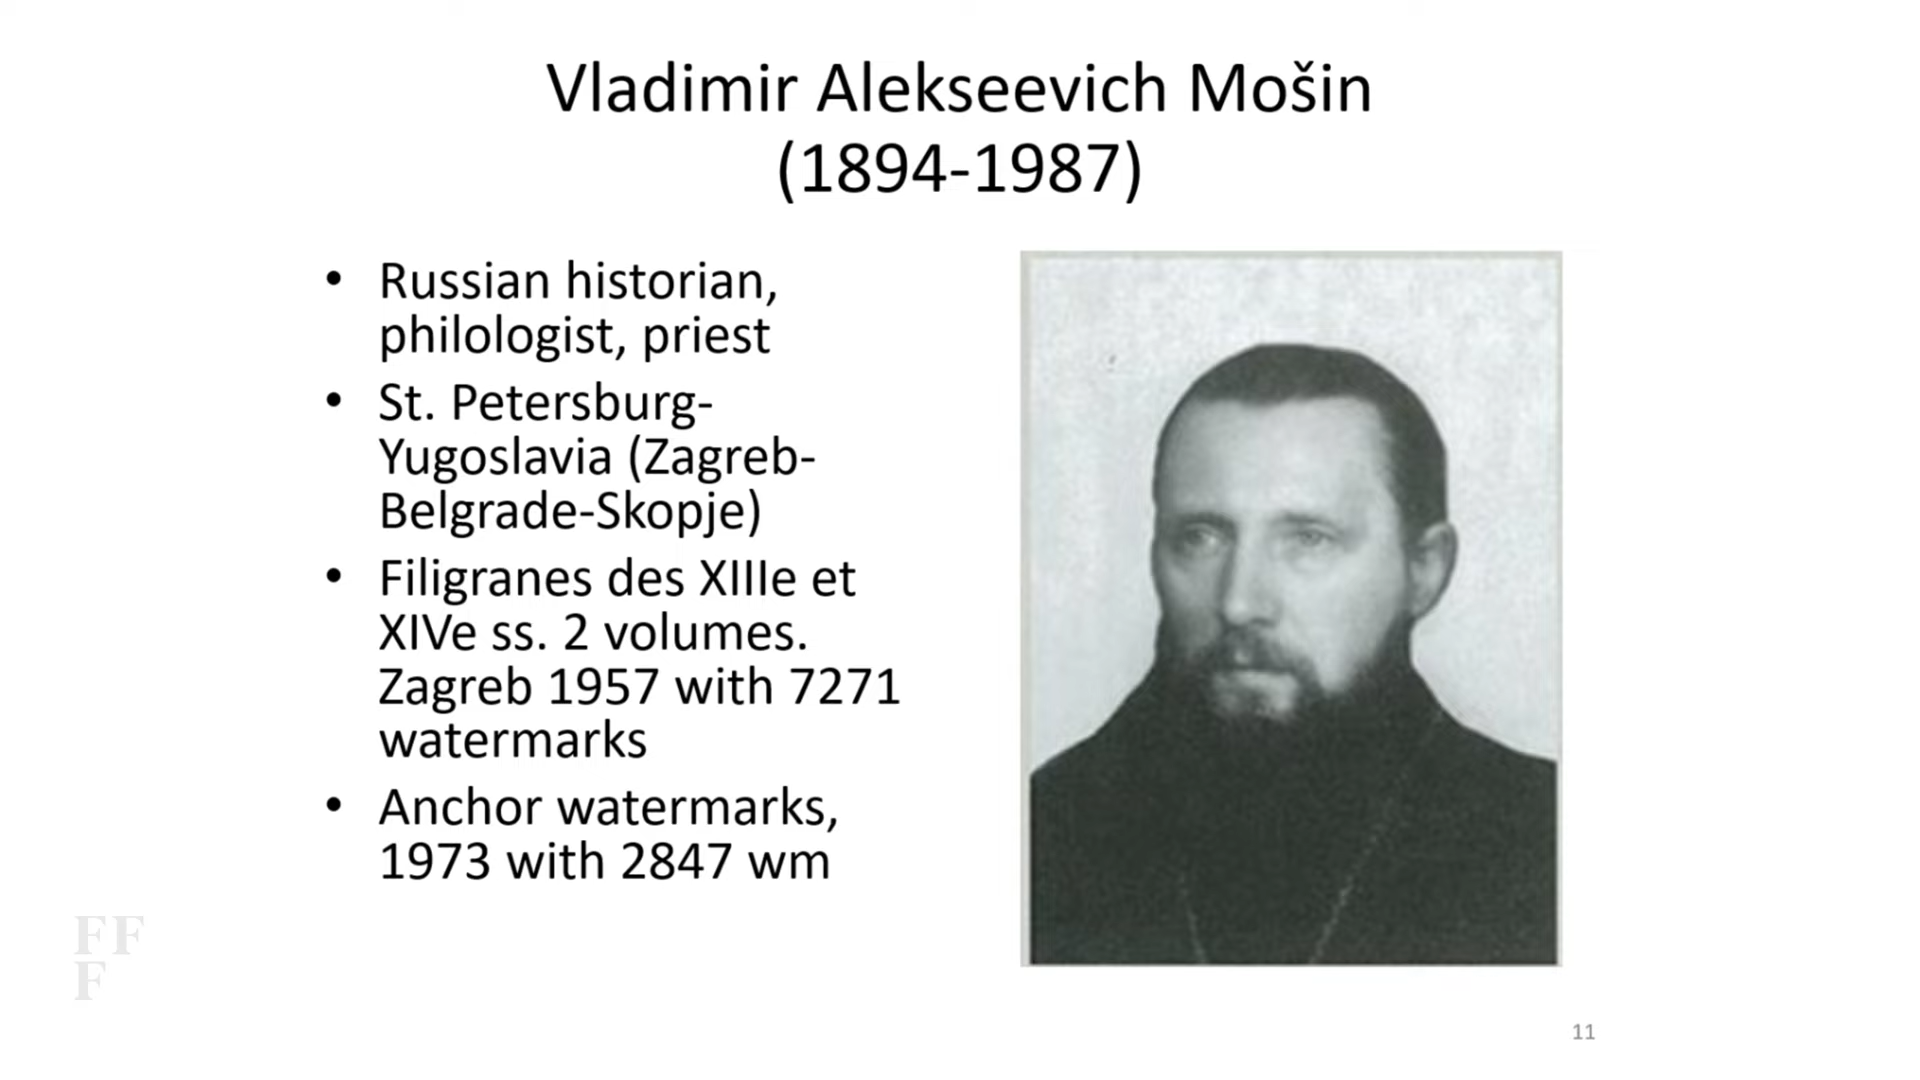 Vladimir Alekseevich Mošin
(1894-1987)
• Russian historian,
philologist, priest
• St. Petersburg-
Yugoslavia (Zagreb-
Belgrade-Skopje)
• Filigranes des XIIIe et
XIVe ss. 2 volumes.
Zagreb 1957 with 7271
watermarks
• Anchor watermarks,
1973 with 2847 wm
FF
F
11